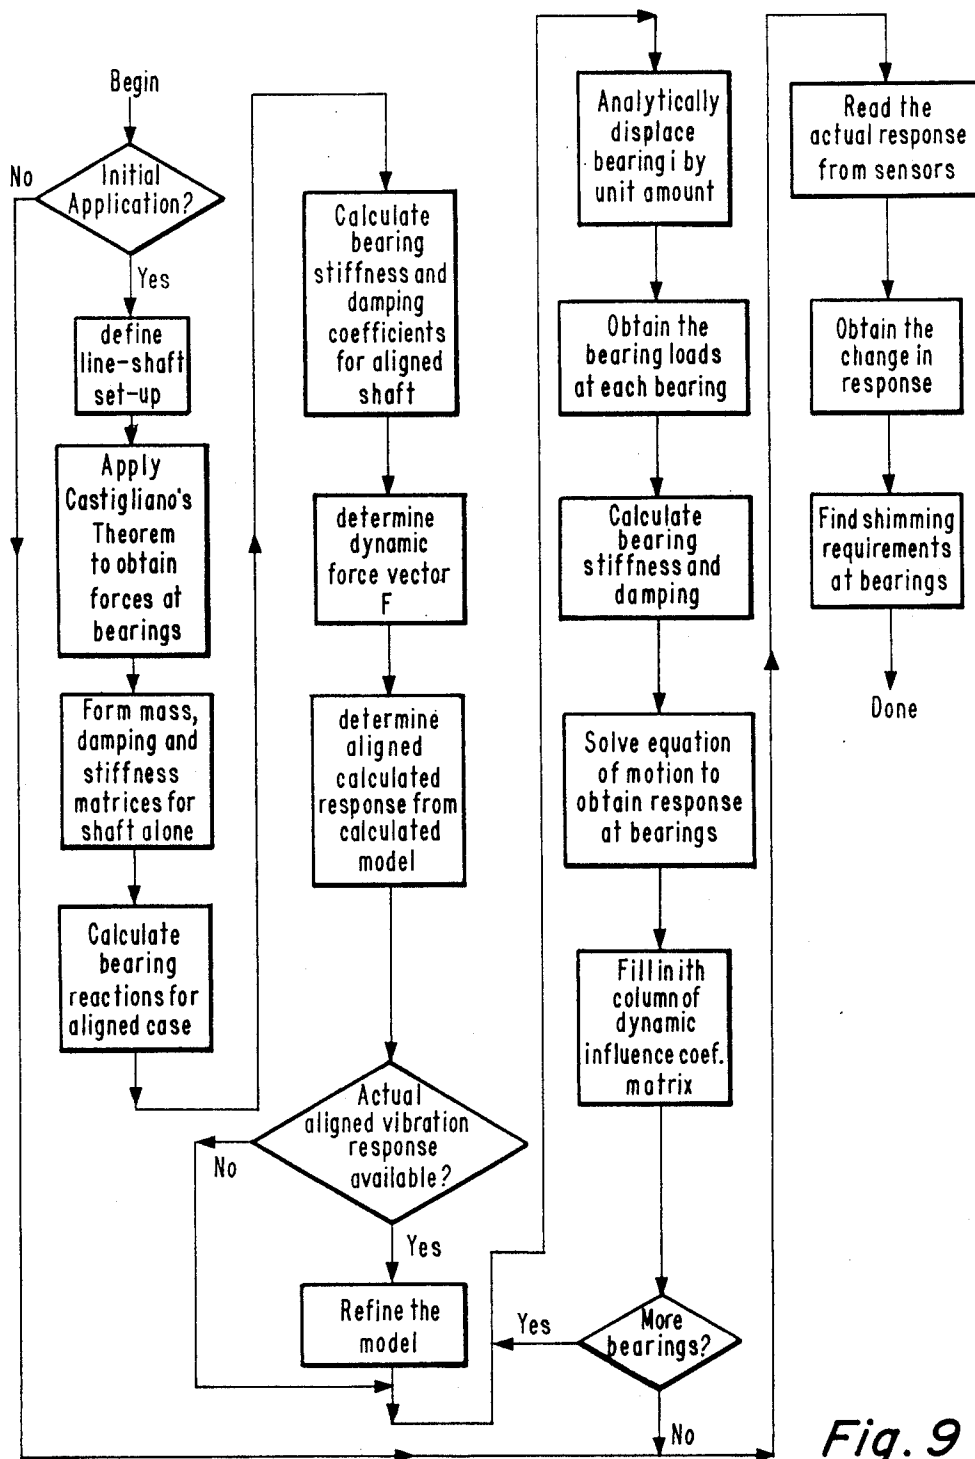 Begin
No
Initial
Application?
Yes
define
line-shaft
set-up
Apply
Castigliano's
Theorem
to obtain
forces at
bearings
Form mass,
damping and
stiffness
matrices for
shaft alone
Calculate
bearing
reactions for
aligned case
Calculate
bearing
stiffness and
damping
coefficients
for aligned
shaft
determine
dynamic
force vector
F
determine
aligned
calculated
response from
calculated
model
Actual
aligned vibration
response
available?
No
Yes
Refine the
model
Analytically
displace
bearing i by
unit amount
Obtain the
bearing loads
at each bearing
Calculate
bearing
stiffness and
damping
Solve equation
of motion to
obtain response
at bearings
Fill in ith
column of
dynamic
influence coef.
matrix
More
bearings?
Yes
No
Read the
actual response
from sensors
Obtain the
change in
response
Find shimming
requirements
at bearings
Done
Fig. 9